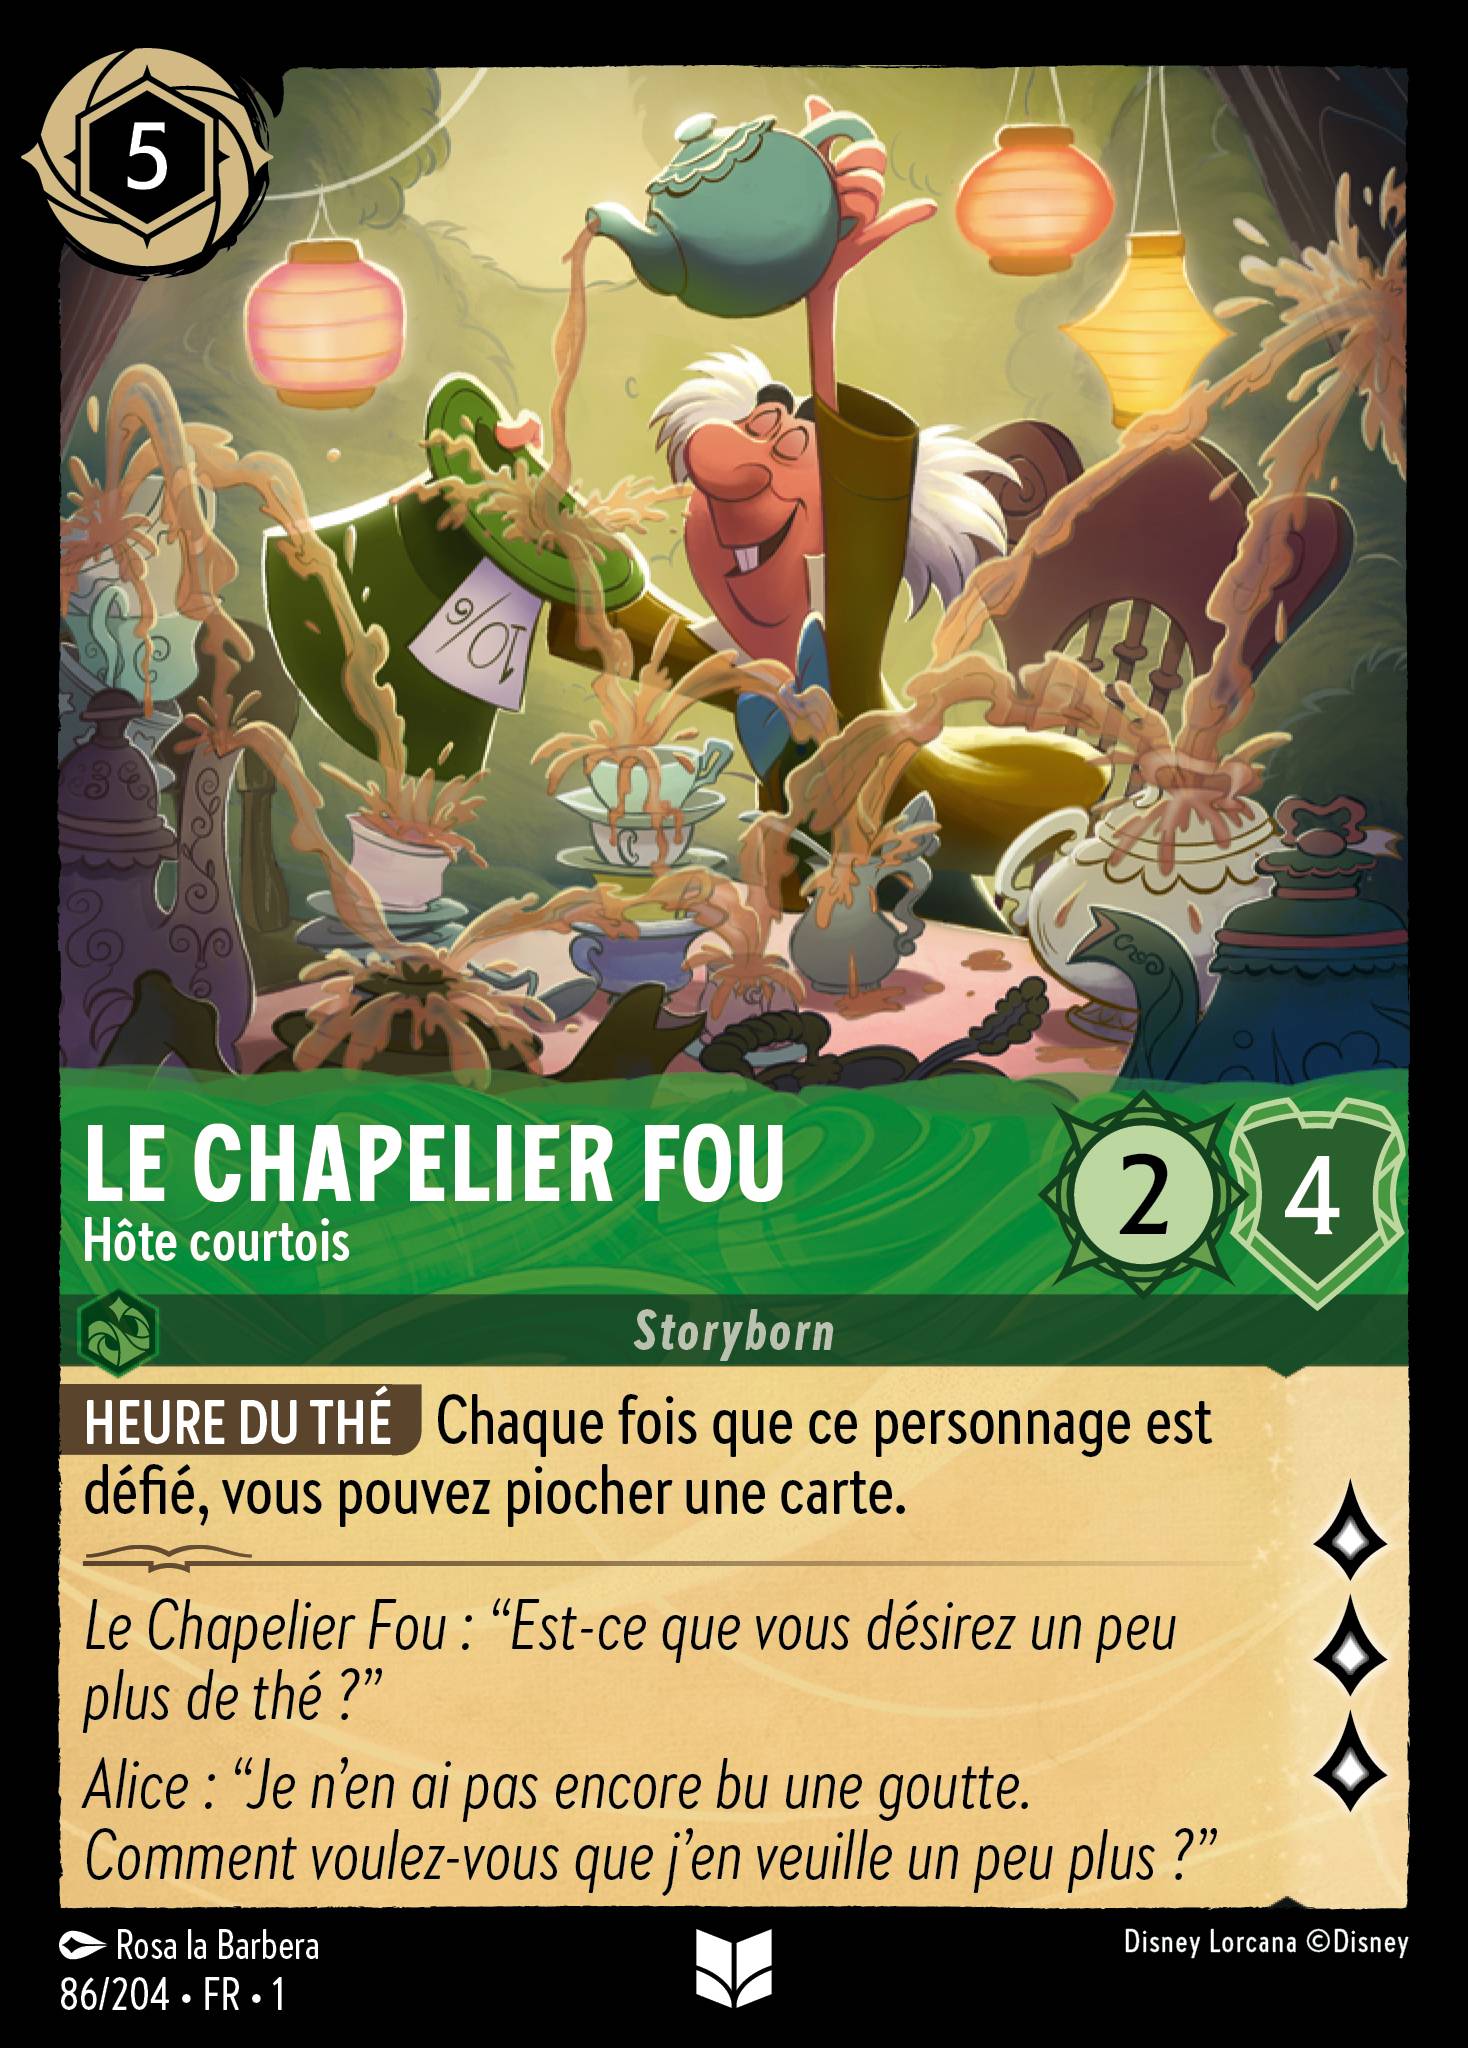 5
10/6
C
LE CHAPELIER FOU
2
4
Hôte courtois
Storyborn
HEURE DU THÉ Chaque fois que ce personnage est
défié, vous pouvez piocher une carte.
Le Chapelier Fou : “Est-ce que vous désirez un peu
plus de thé ?”
Alice : “Je n’en ai pas encore bu une goutte.
Comment voulez-vous que j’en veuille un peu plus ?”
Rosa la Barbera
Disney Lorcana ©Disney
86/204 • FR • 1